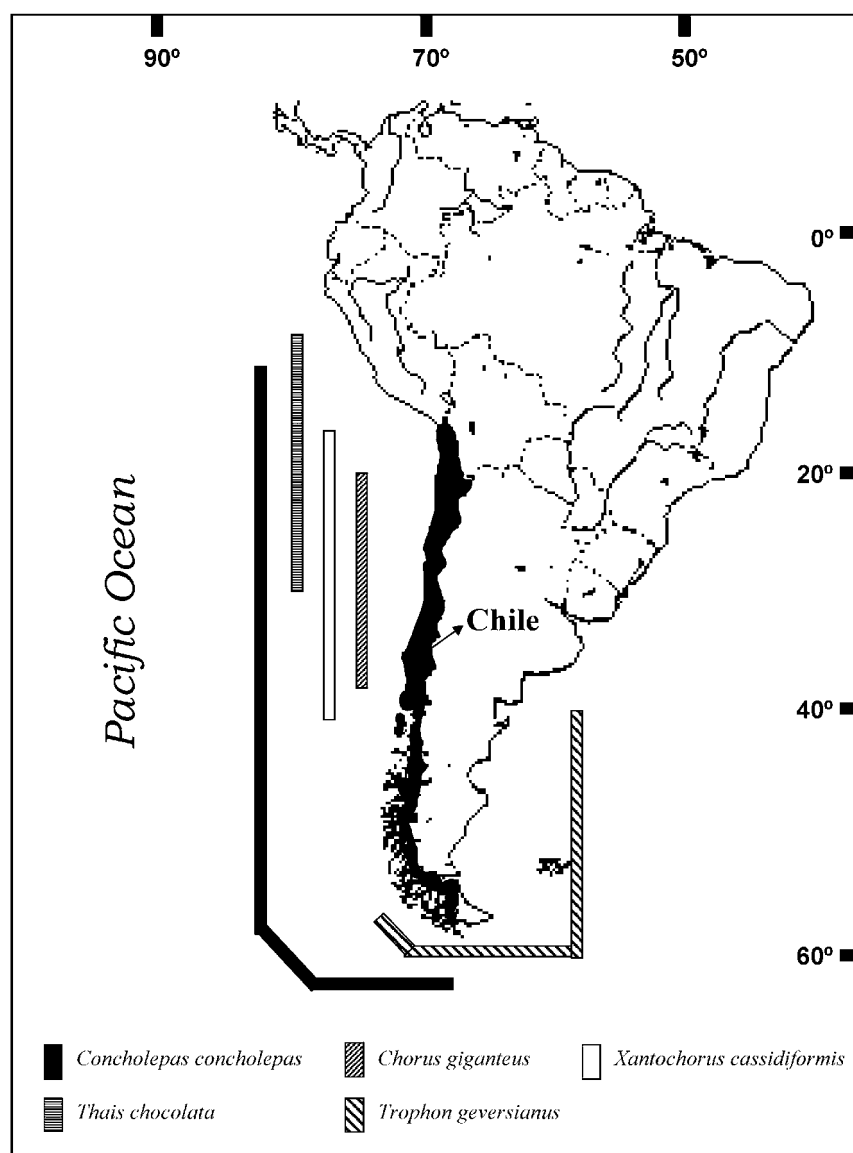 90º 70º 50º
0º
20º
Pacific Ocean
Chile
40º
60º
Concholepas concholepas Chorus giganteus Xantochorus cassidiformis
Thais chocolata Trophon geversianus